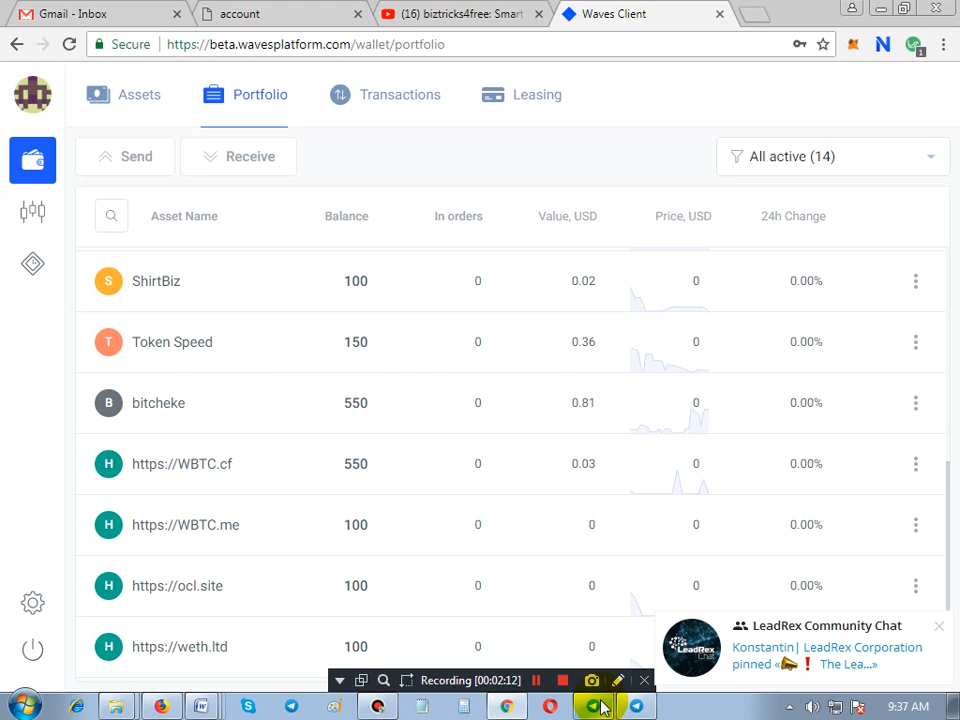 Gmail - Inbox
account
(16) biztricks4free: Smart
Waves Client
Secure
https://beta.wavesplatform.com/wallet/portfolio
N
1
Assets
Portfolio
Transactions
Leasing
Send
Receive
All active (14)
Asset Name
Balance
In orders
Value, USD
Price, USD
24h Change
S ShirtBiz 100 0 0.02 0 0.00%
T Token Speed 150 0 0.36 0 0.00%
B bitcheke 550 0 0.81 0 0.00%
H https://WBTC.cf 550 0 0.03 0 0.00%
H https://WBTC.me 100 0 0 0 0.00%
H https://ocl.site 100 0 0 0 0.00%
H https://weth.ltd 100 0 0
LeadRex Chat
LeadRex Community Chat
Konstantin| LeadRex Corporation
pinned «📣❗ The Lea...»
Recording [00:02:12]
9:37 AM